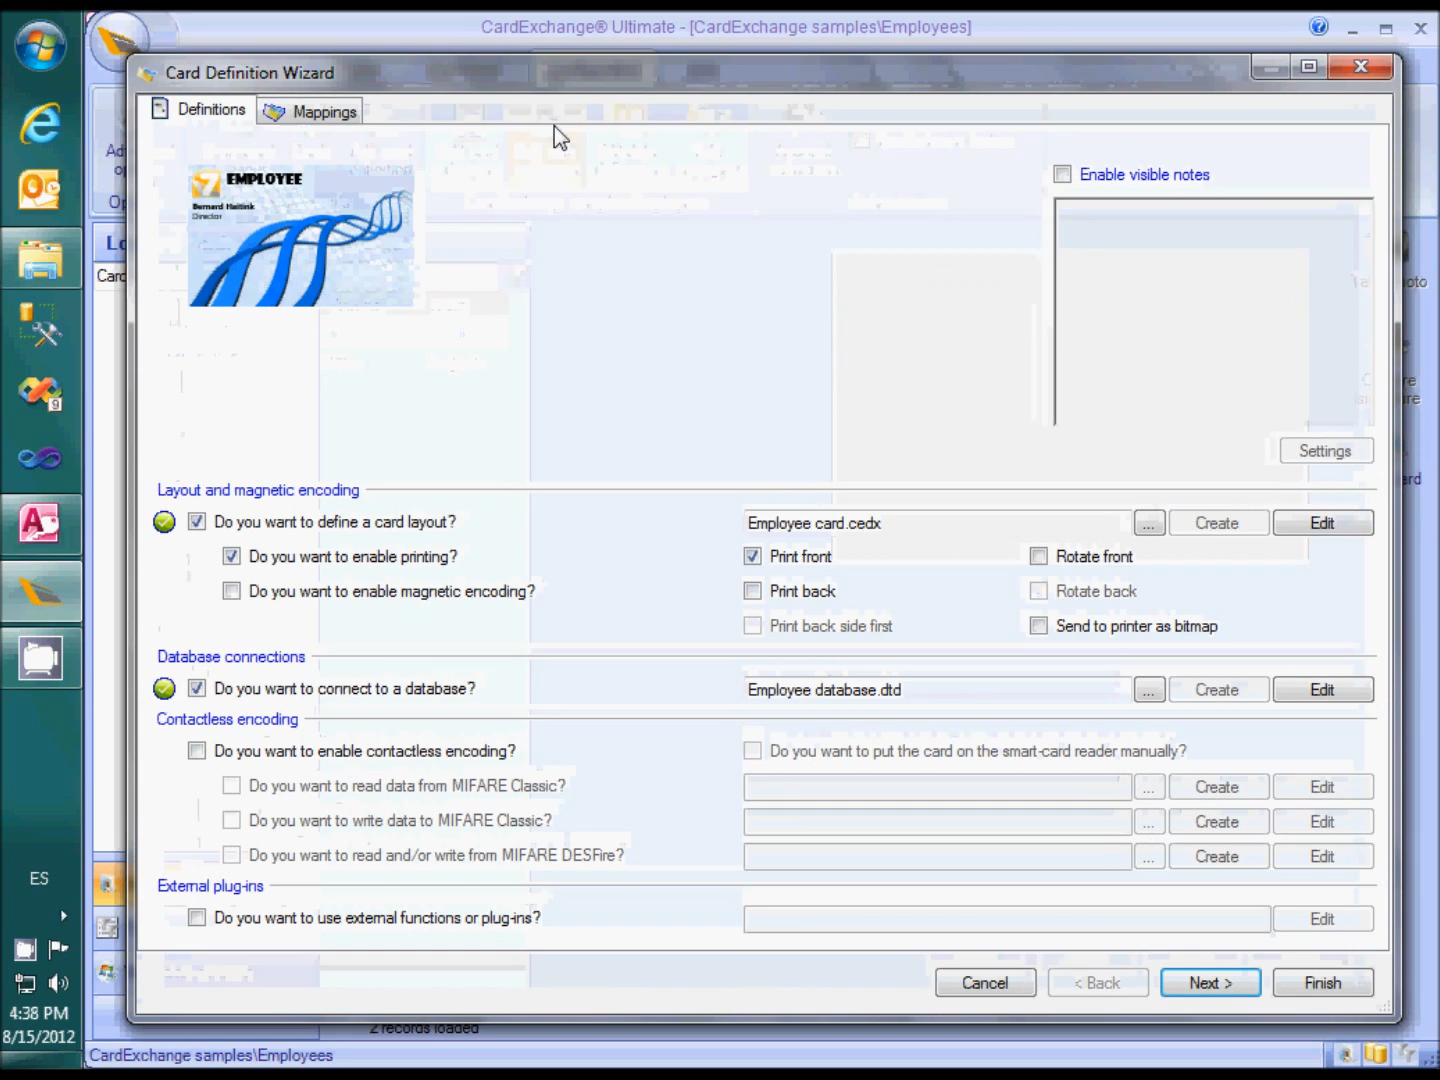 CardExchange® Ultimate - [CardExchange samples\Employees]
Card Definition Wizard
Definitions
Mappings
EMPLOYEE
Bernard Haitink
Director
Enable visible notes
Settings
Layout and magnetic encoding
Do you want to define a card layout?
Employee card.cedx
...
Create
Edit
Do you want to enable printing?
Print front
Rotate front
Do you want to enable magnetic encoding?
Print back
Rotate back
Print back side first
Send to printer as bitmap
Database connections
Do you want to connect to a database?
Employee database.dtd
...
Create
Edit
Contactless encoding
Do you want to enable contactless encoding?
Do you want to put the card on the smart-card reader manually?
Do you want to read data from MIFARE Classic?
...
Create
Edit
Do you want to write data to MIFARE Classic?
...
Create
Edit
Do you want to read and/or write from MIFARE DESFire?
...
Create
Edit
External plug-ins
Do you want to use external functions or plug-ins?
Edit
Cancel
< Back
Next >
Finish
2 records loaded
CardExchange samples\Employees
ES
4:38 PM
8/15/2012